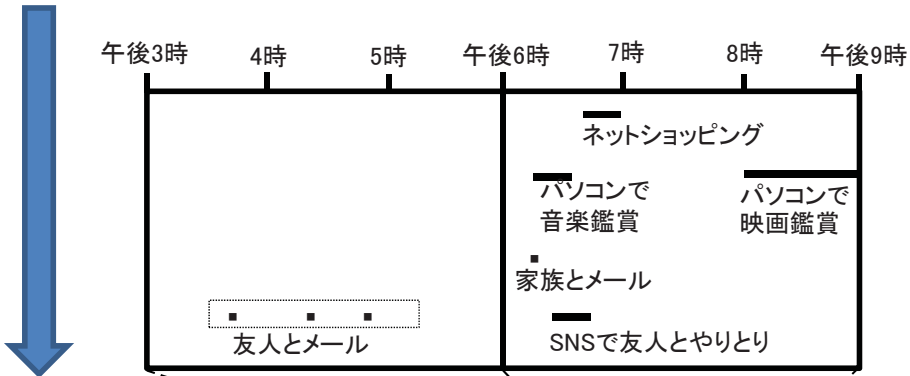 午後3時 4時 5時 午後6時 7時 8時 午後9時
ネットショッピング
パソコンで
音楽鑑賞
パソコンで
映画鑑賞
家族とメール
友人とメール
SNSで友人とやりとり